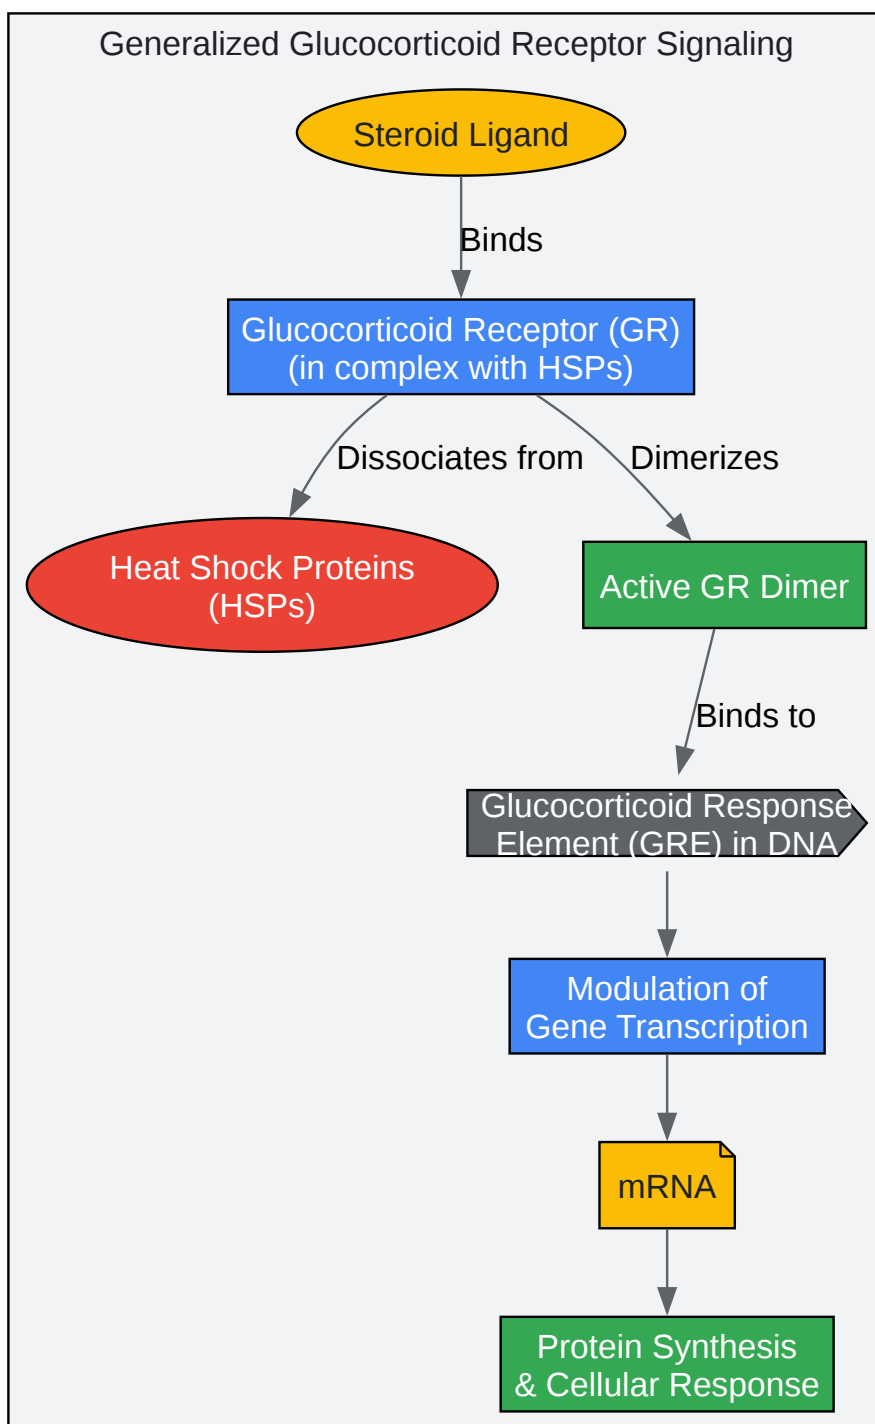 Generalized Glucocorticoid Receptor Signaling
Steroid Ligand
Binds
Glucocorticoid Receptor (GR)
(in complex with HSPs)
Dissociates from
Dimerizes
Heat Shock Proteins
(HSPs)
Active GR Dimer
Binds to
Glucocorticoid Response
Element (GRE) in DNA
Modulation of
Gene Transcription
mRNA
Protein Synthesis
& Cellular Response